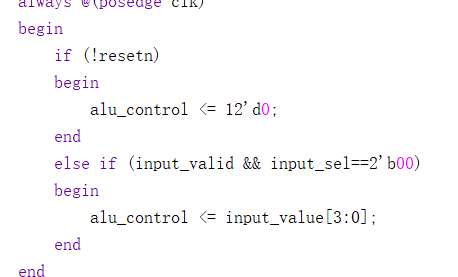 always @(posedge clk)
begin
    if (!resetn)
    begin
        alu_control <= 12'd0;
    end
    else if (input_valid && input_sel==2'b00)
    begin
        alu_control <= input_value[3:0];
    end
end